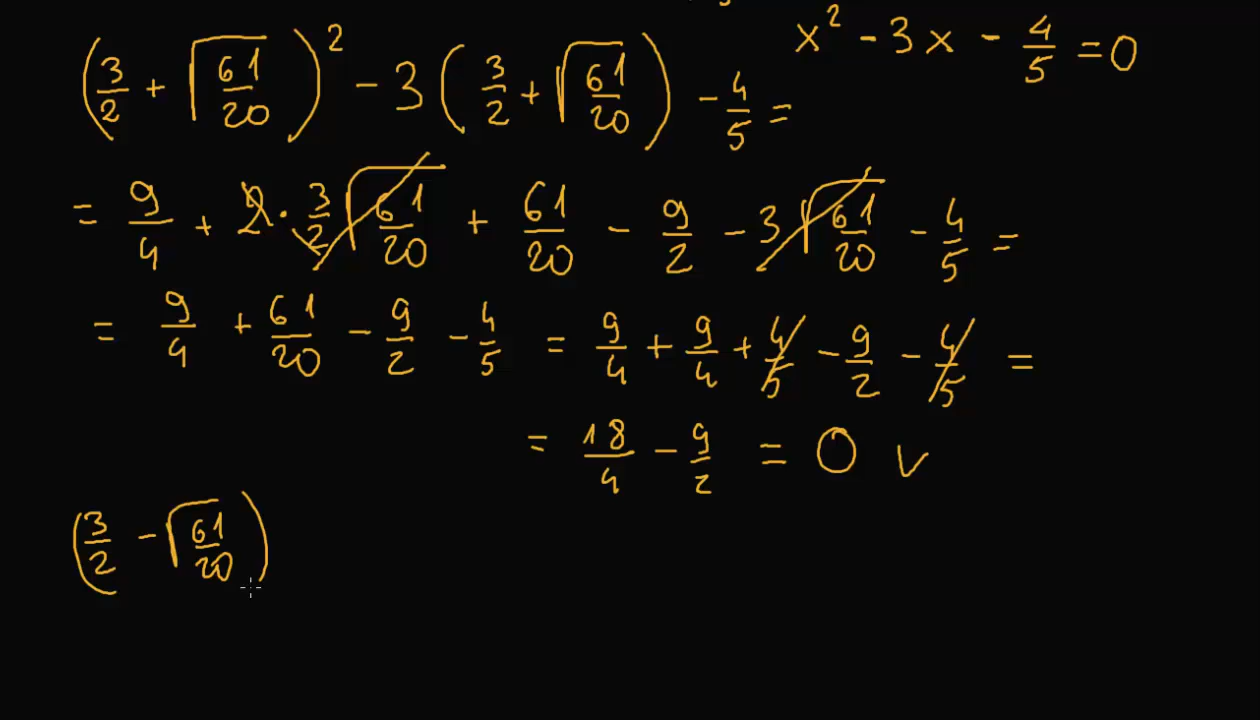 x² - 3x - 4/5 = 0
(3/2 + √(61/20))² - 3(3/2 + √(61/20)) - 4/5 =
= 9/4 + 2 · 3/2 √(61/20) + 61/20 - 9/2 - 3√(61/20) - 4/5 =
= 9/4 + 61/20 - 9/2 - 4/5 = 9/4 + 9/4 + 4/5 - 9/2 - 4/5 =
= 18/4 - 9/2 = 0 v
(3/2 - √(61/20))